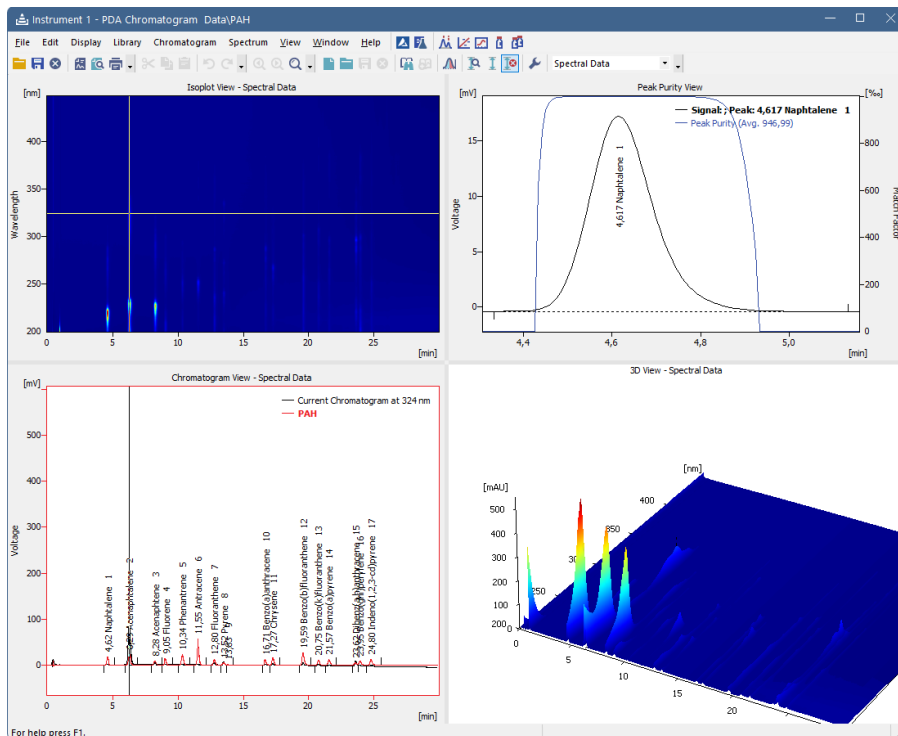 Instrument 1 - PDA Chromatogram Data\PAH
File Edit Display Library Chromatogram Spectrum View Window Help
Spectral Data
Isoplot View - Spectral Data
[nm]
400
350
300
250
200
Wavelength
0 5 10 15 20 25
[min]
Peak Purity View
[mV]
[‰]
Signal: ; Peak: 4,617 Naphtalene 1
Peak Purity (Avg. 946,99)
15
10
5
0
Voltage
4,617 Naphtalene 1
800
600
400
200
0
Match Factor
4,4 4,6 4,8 5,0
[min]
Chromatogram View - Spectral Data
[mV]
Current Chromatogram at 324 nm
PAH
500
400
300
200
100
0
Voltage
4,62 Naphtalene 1
Acenaphtalene 2
8,28 Acenaphtene 3
9,05 Fluorene 4
10,34 Phenantrene 5
11,55 Antracene 6
12,80 Fluoranthene 7
Pyrene 8
16,71 Benzo(a)anthracene 10
17,27 Chrysene 11
19,59 Benzo(b)fluoranthene 12
20,75 Benzo(k)fluoranthene 13
21,57 Benzo(a)pyrene 14
15
16
24,80 Indeno(1,2,3-cd)pyrene 17
0 5 10 15 20 25
[min]
3D View - Spectral Data
[nm]
[mAU]
500
400
300
200
200
0
250
350
400
0
5
10
15
20
For help press F1.